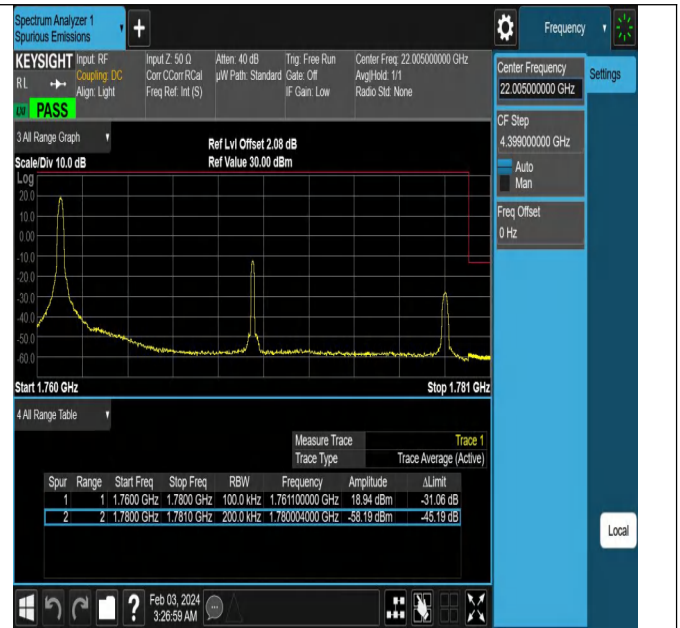 Spectrum Analyzer 1
Spurious Emissions
+
Frequency
KEYSIGHT Input: RF Input Z: 50 Ω Atten: 40 dB Trig: Free Run Center Freq: 22.005000000 GHz
RL Coupling: DC Corr CCorr RCal µW Path: Standard Gate: Off Avg|Hold: 1/1
Align: Light Freq Ref: Int (S) IF Gain: Low Radio Std: None
PASS
Center Frequency
22.005000000 GHz
Settings
CF Step
4.399000000 GHz
Auto
Man
Freq Offset
0 Hz
3 All Range Graph
Ref Lvl Offset 2.08 dB
Scale/Div 10.0 dB Ref Value 30.00 dBm
Log
20.0
10.0
0.00
-10.0
-20.0
-30.0
-40.0
-50.0
-60.0
Start 1.760 GHz Stop 1.781 GHz
4 All Range Table
Measure Trace Trace 1
Trace Type Trace Average (Active)
Spur Range Start Freq Stop Freq RBW Frequency Amplitude ΔLimit
1 1 1.7600 GHz 1.7800 GHz 100.0 kHz 1.761100000 GHz 18.94 dBm -31.06 dB
2 2 1.7800 GHz 1.7810 GHz 200.0 kHz 1.780004000 GHz -58.19 dBm -45.19 dB
Local
?
Feb 03, 2024
3:26:59 AM